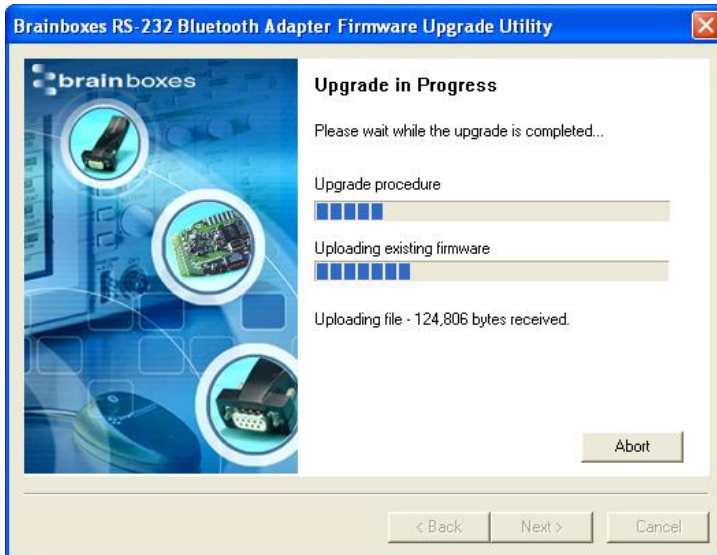 Brainboxes RS-232 Bluetooth Adapter Firmware Upgrade Utility
brainboxes
Upgrade in Progress
Please wait while the upgrade is completed...
Upgrade procedure
Uploading existing firmware
Uploading file - 124,806 bytes received.
Abort
< Back
Next >
Cancel